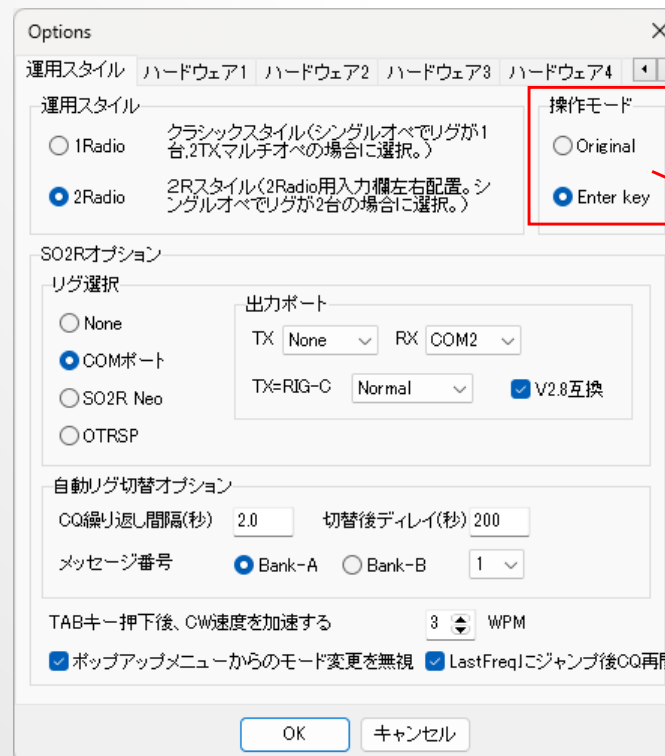 Options
運用スタイル ハードウェア1 ハードウェア2 ハードウェア3 ハードウェア4
運用スタイル
1Radio クラシックスタイル(シングルオペでリグが1
台,2TXマルチオペの場合に選択。)
2Radio 2Rスタイル(2Radio用入力欄左右配置。シ
ングルオペでリグが2台の場合に選択。)
操作モード
Original
Enter key
SO2Rオプション
リグ選択
None
COMポート
SO2R Neo
OTRSP
出力ポート
TX None RX COM2
TX=RIG-C Normal V2.8互換
自動リグ切替オプション
CQ繰り返し間隔(秒) 2.0 切替後ディレイ(秒) 200
メッセージ番号 Bank-A Bank-B 1
TABキー押下後、CW速度を加速する 3 WPM
ポップアップメニューからのモード変更を無視 LastFreqにジャンプ後CQ再
OK キャンセル